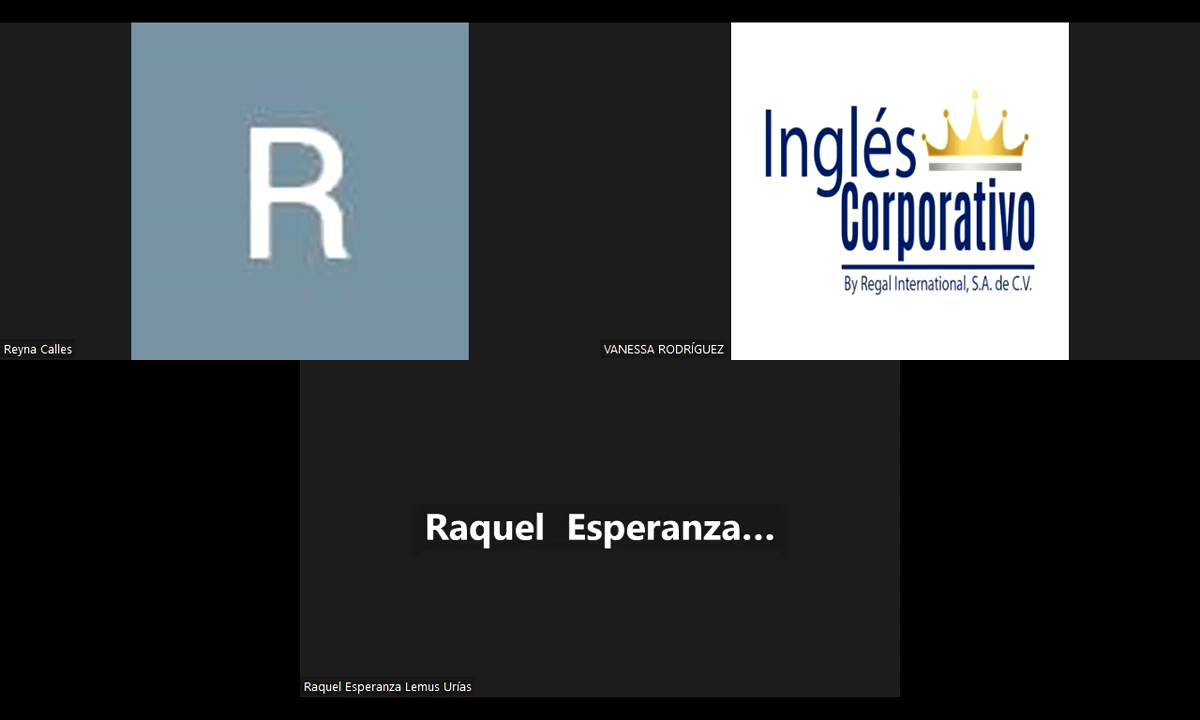 R
Reyna Calles
Inglés
Corporativo
By Regal International, S.A. de C.V.
VANESSA RODRÍGUEZ
Raquel Esperanza...
Raquel Esperanza Lemus Urías